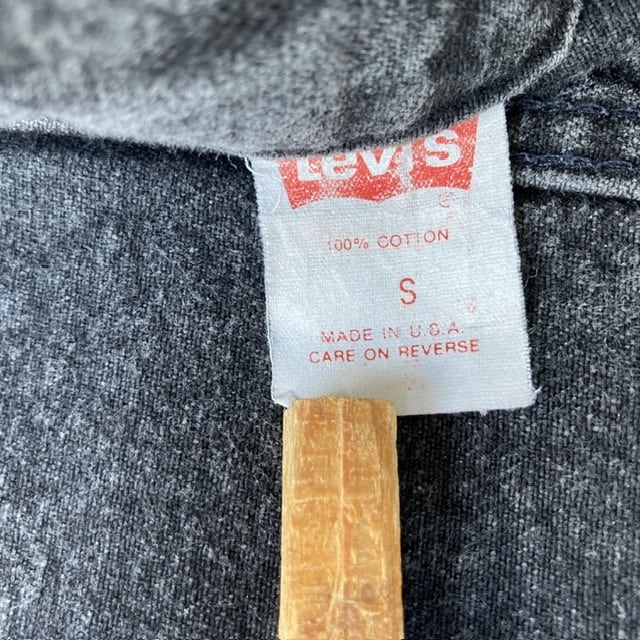 Levi's
100% COTTON
S
MADE IN U.S.A.
CARE ON REVERSE